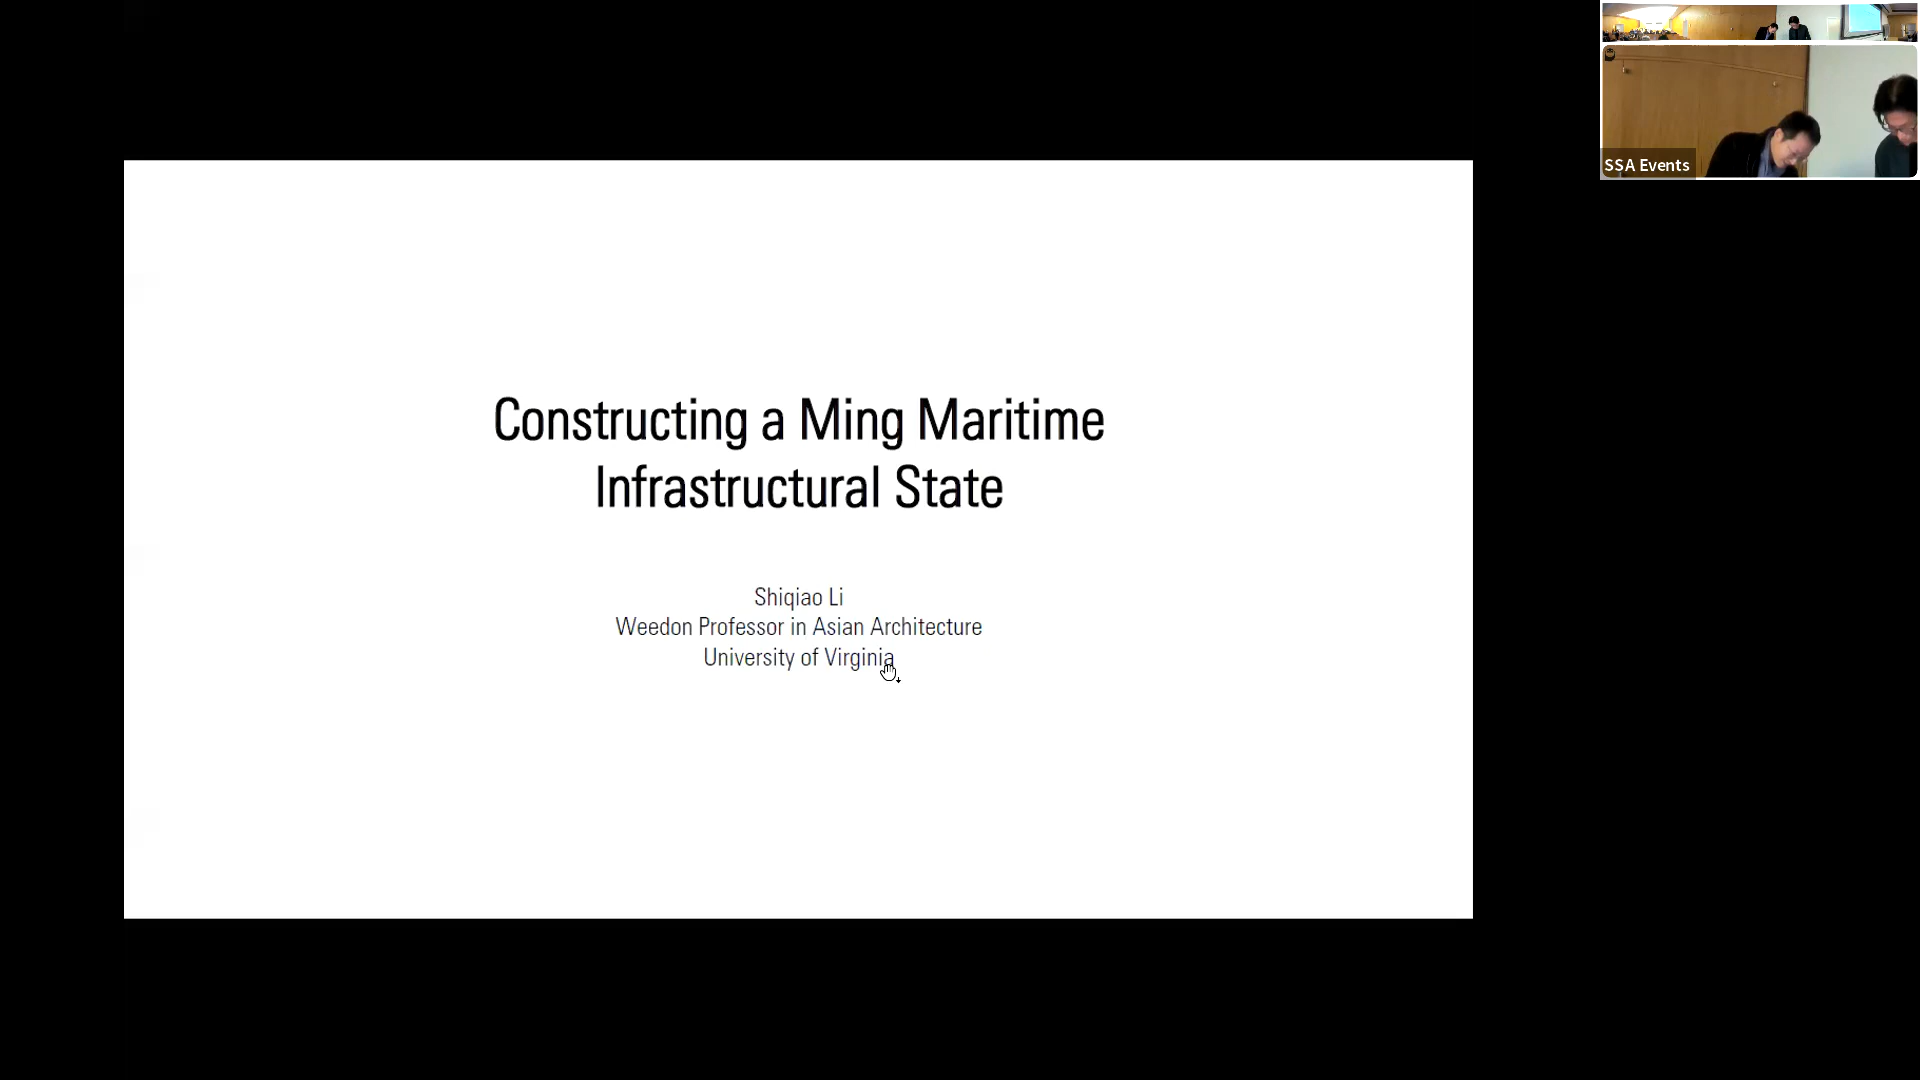 Constructing a Ming Maritime
Infrastructural State
Shiqiao Li
Weedon Professor in Asian Architecture
University of Virginia
SSA Events